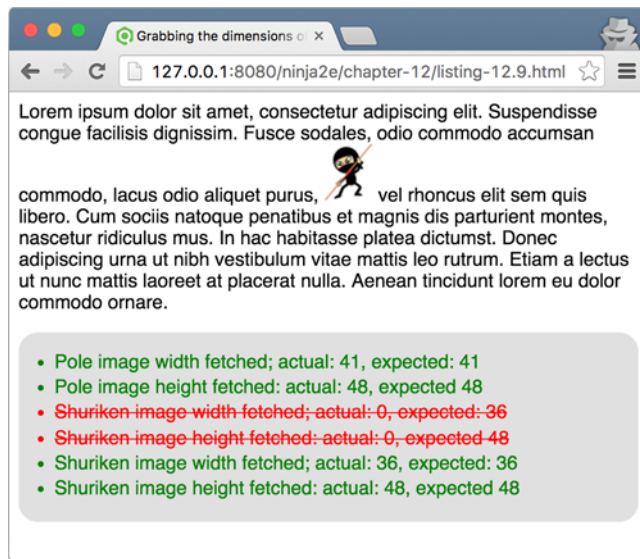 Grabbing the dimensions o
127.0.0.1:8080/ninja2e/chapter-12/listing-12.9.html
Lorem ipsum dolor sit amet, consectetur adipiscing elit. Suspendisse
congue facilisis dignissim. Fusce sodales, odio commodo accumsan
commodo, lacus odio aliquet purus, vel rhoncus elit sem quis
libero. Cum sociis natoque penatibus et magnis dis parturient montes,
nascetur ridiculus mus. In hac habitasse platea dictumst. Donec
adipiscing urna ut nibh vestibulum vitae mattis leo rutrum. Etiam a lectus
ut nunc mattis laoreet at placerat nulla. Aenean tincidunt lorem eu dolor
commodo ornare.
• Pole image width fetched; actual: 41, expected: 41
• Pole image height fetched: actual: 48, expected 48
• Shuriken image width fetched; actual: 0, expected: 36
• Shuriken image height fetched: actual: 0, expected 48
• Shuriken image width fetched; actual: 36, expected: 36
• Shuriken image height fetched: actual: 48, expected 48